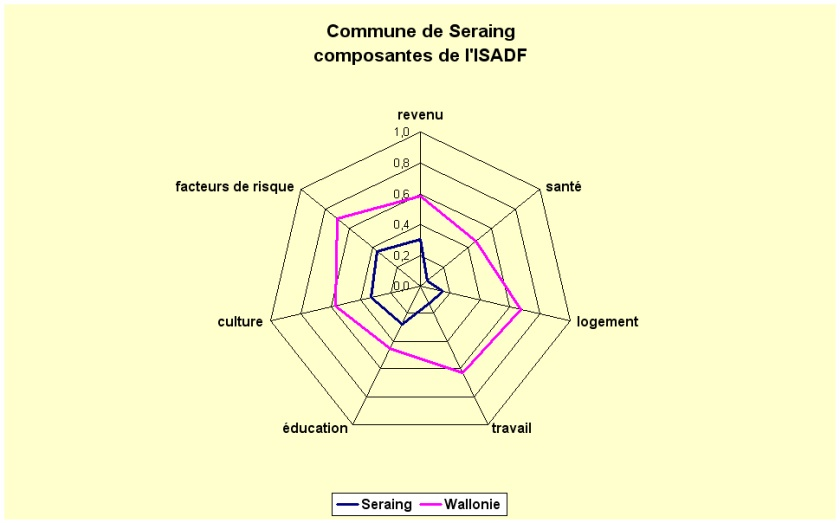 Commune de Seraing
composantes de l'ISADF
revenu
1,0
0,8
0,6
0,4
0,2
0,0
facteurs de risque
santé
culture
logement
éducation
travail
Seraing
Wallonie